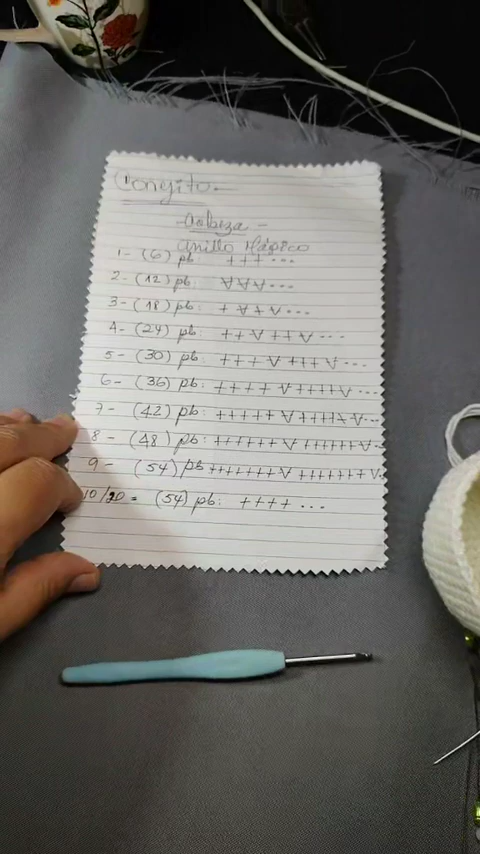 Conejito.-
- Cabeza -
Anillo Mágico
1- (6) pb: +++ ...
2- (12) pb: VVV...
3- (18) pb: + V + V ...
4- (24) pb: ++V ++V ...
5- (30) pb: +++V +++V ...
6- (36) pb: ++++V ++++V ...
7- (42) pb: +++++V +++++V...
8- (48) pb: ++++++V ++++++V...
9- (54) pb +++++++V +++++++V.
10/20= (54) pb: ++++ ...